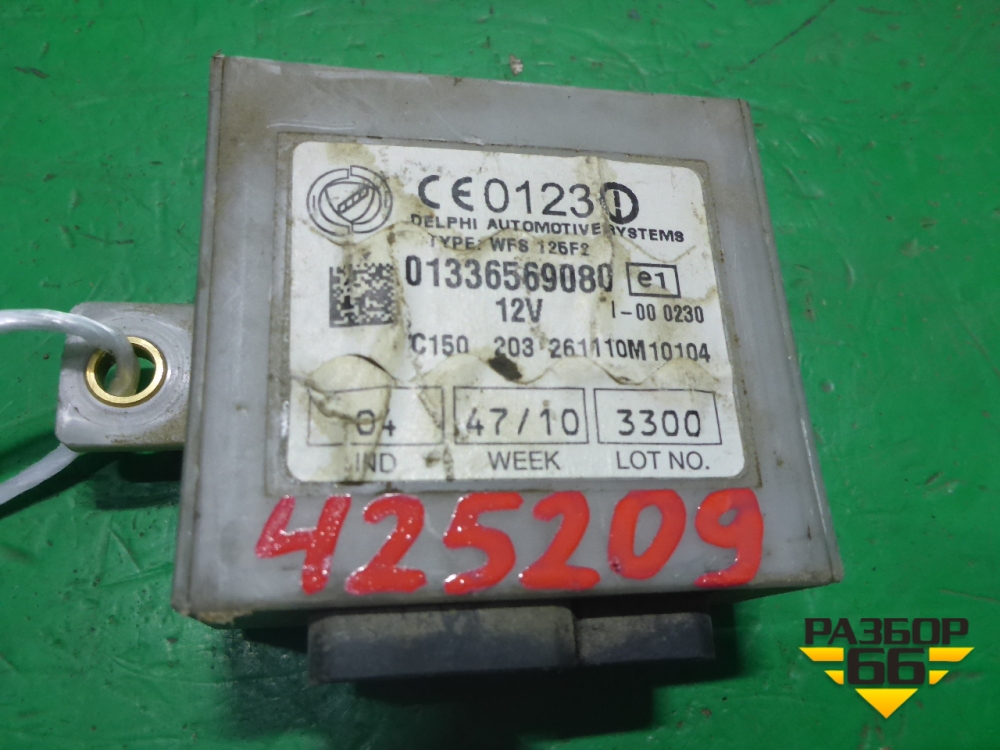 CE0123
DELPHI AUTOMOTIVE SYSTEMS
TYPE: WFS 125F2
01336569080 e1
12V I-00 0230
C150 203 261110M10104
04 47/10 3300
IND WEEK LOT NO.
425209
РАЗБОР
66